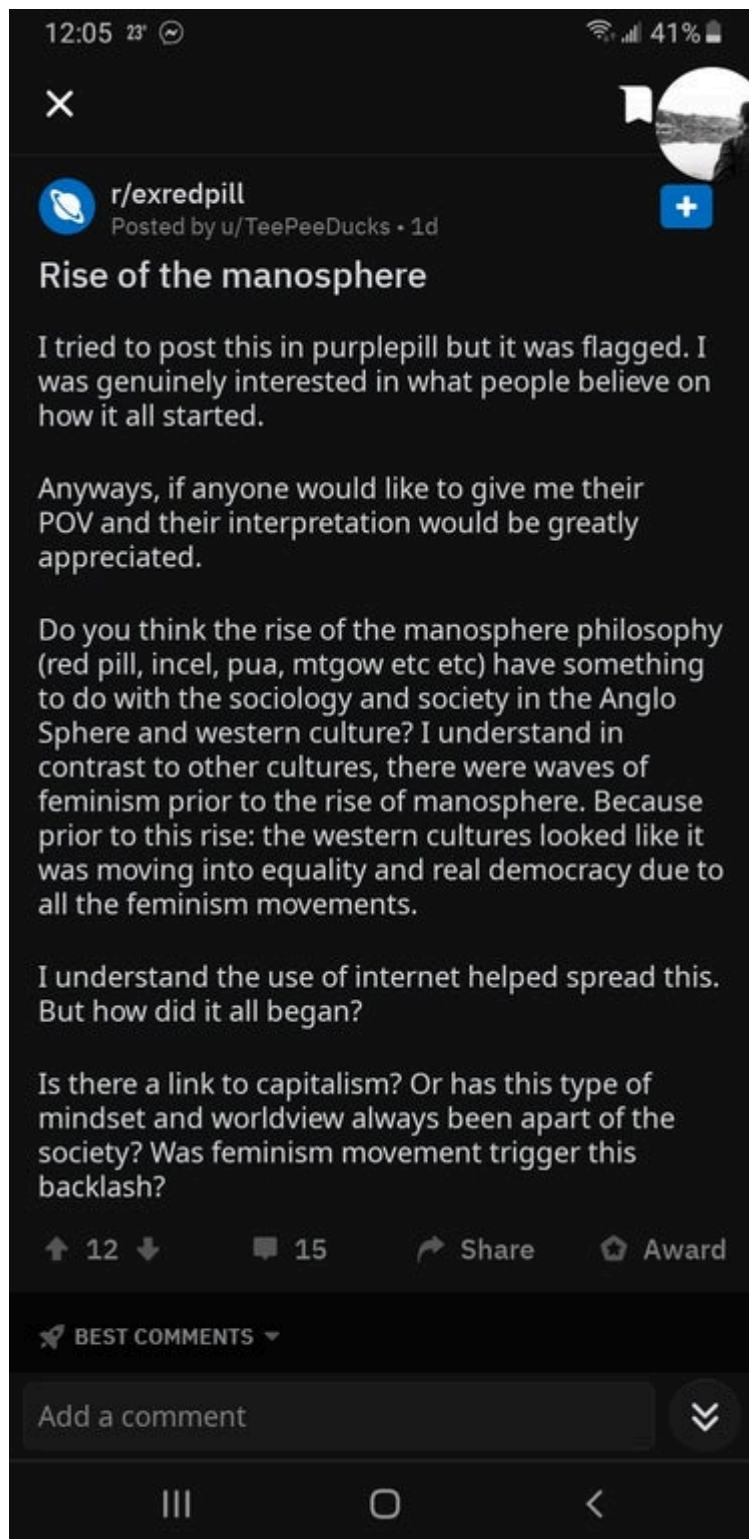 12:05 23°
41%
r/exredpill
Posted by u/TeePeeDucks • 1d
Rise of the manosphere
I tried to post this in purplepill but it was flagged. I
was genuinely interested in what people believe on
how it all started.
Anyways, if anyone would like to give me their
POV and their interpretation would be greatly
appreciated.
Do you think the rise of the manosphere philosophy
(red pill, incel, pua, mtgow etc etc) have something
to do with the sociology and society in the Anglo
Sphere and western culture? I understand in
contrast to other cultures, there were waves of
feminism prior to the rise of manosphere. Because
prior to this rise: the western cultures looked like it
was moving into equality and real democracy due to
all the feminism movements.
I understand the use of internet helped spread this.
But how did it all began?
Is there a link to capitalism? Or has this type of
mindset and worldview always been apart of the
society? Was feminism movement trigger this
backlash?
12 15 Share Award
BEST COMMENTS
Add a comment